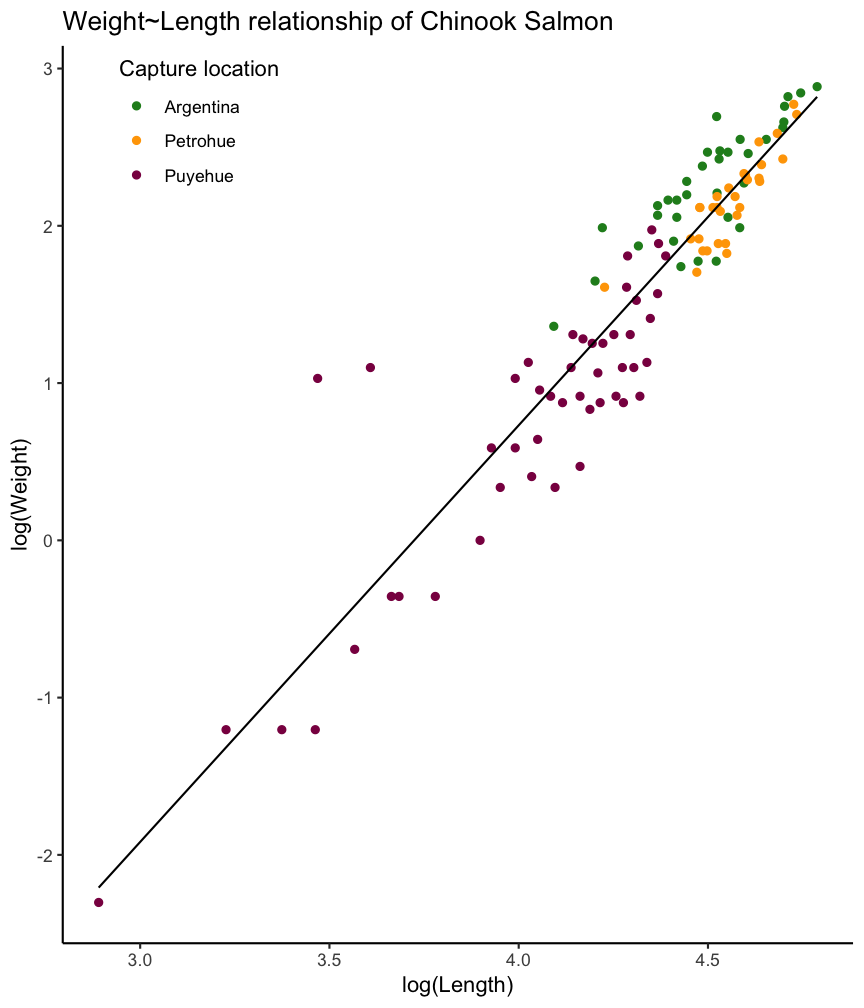 Weight~Length relationship of Chinook Salmon
Capture location
Argentina
Petrohue
Puyehue
3
2
1
0
-1
-2
log(Weight)
3.0 3.5 4.0 4.5
log(Length)